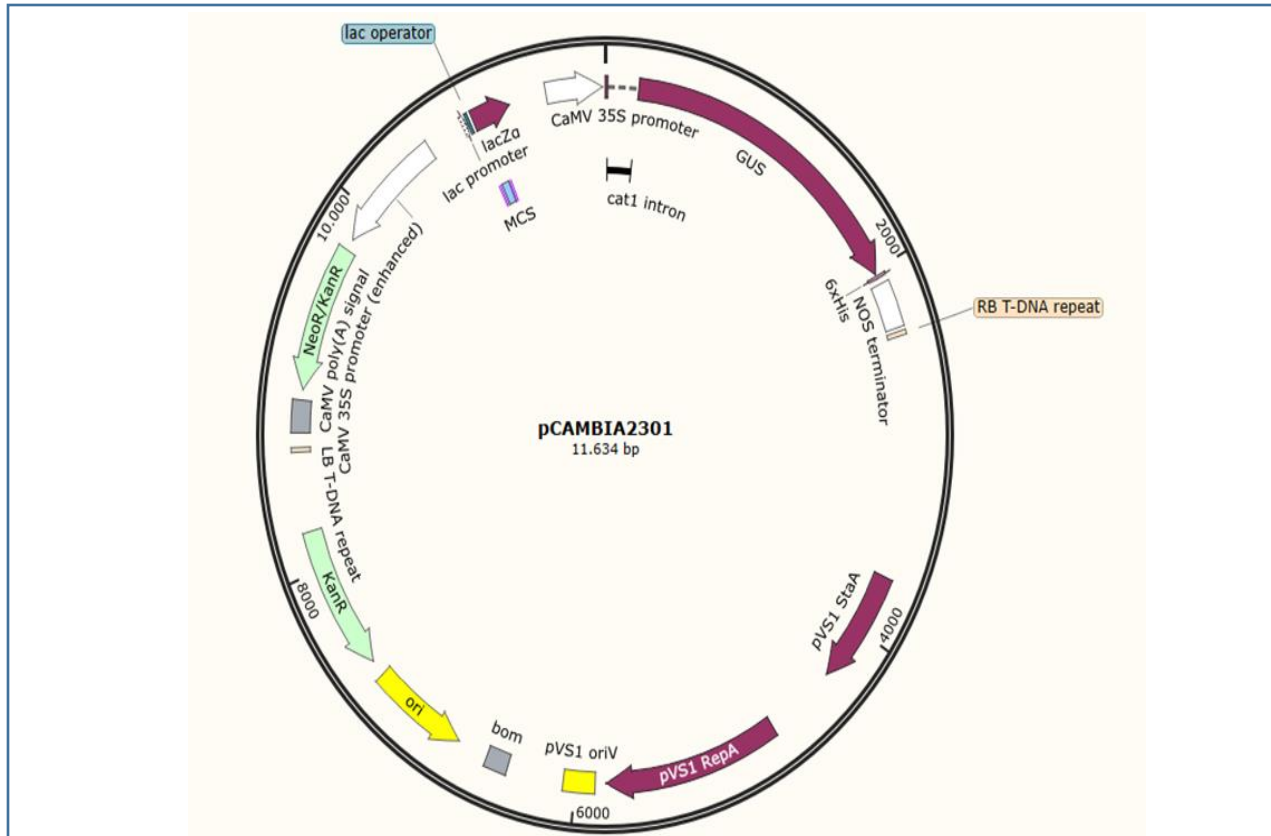 lac operator
lacZα
lac promoter
MCS
CaMV 35S promoter
cat1 intron
GUS
2000
6xHis
NOS terminator
RB T-DNA repeat
10.000
NeoR/KanR
CaMV 35S promoter (enhanced)
CaMV poly(A) signal
LB T-DNA repeat
pCAMBIA2301
11.634 bp
KanR
8000
ori
bom
pVS1 oriV
6000
pVS1 RepA
pVS1 StaA
4000